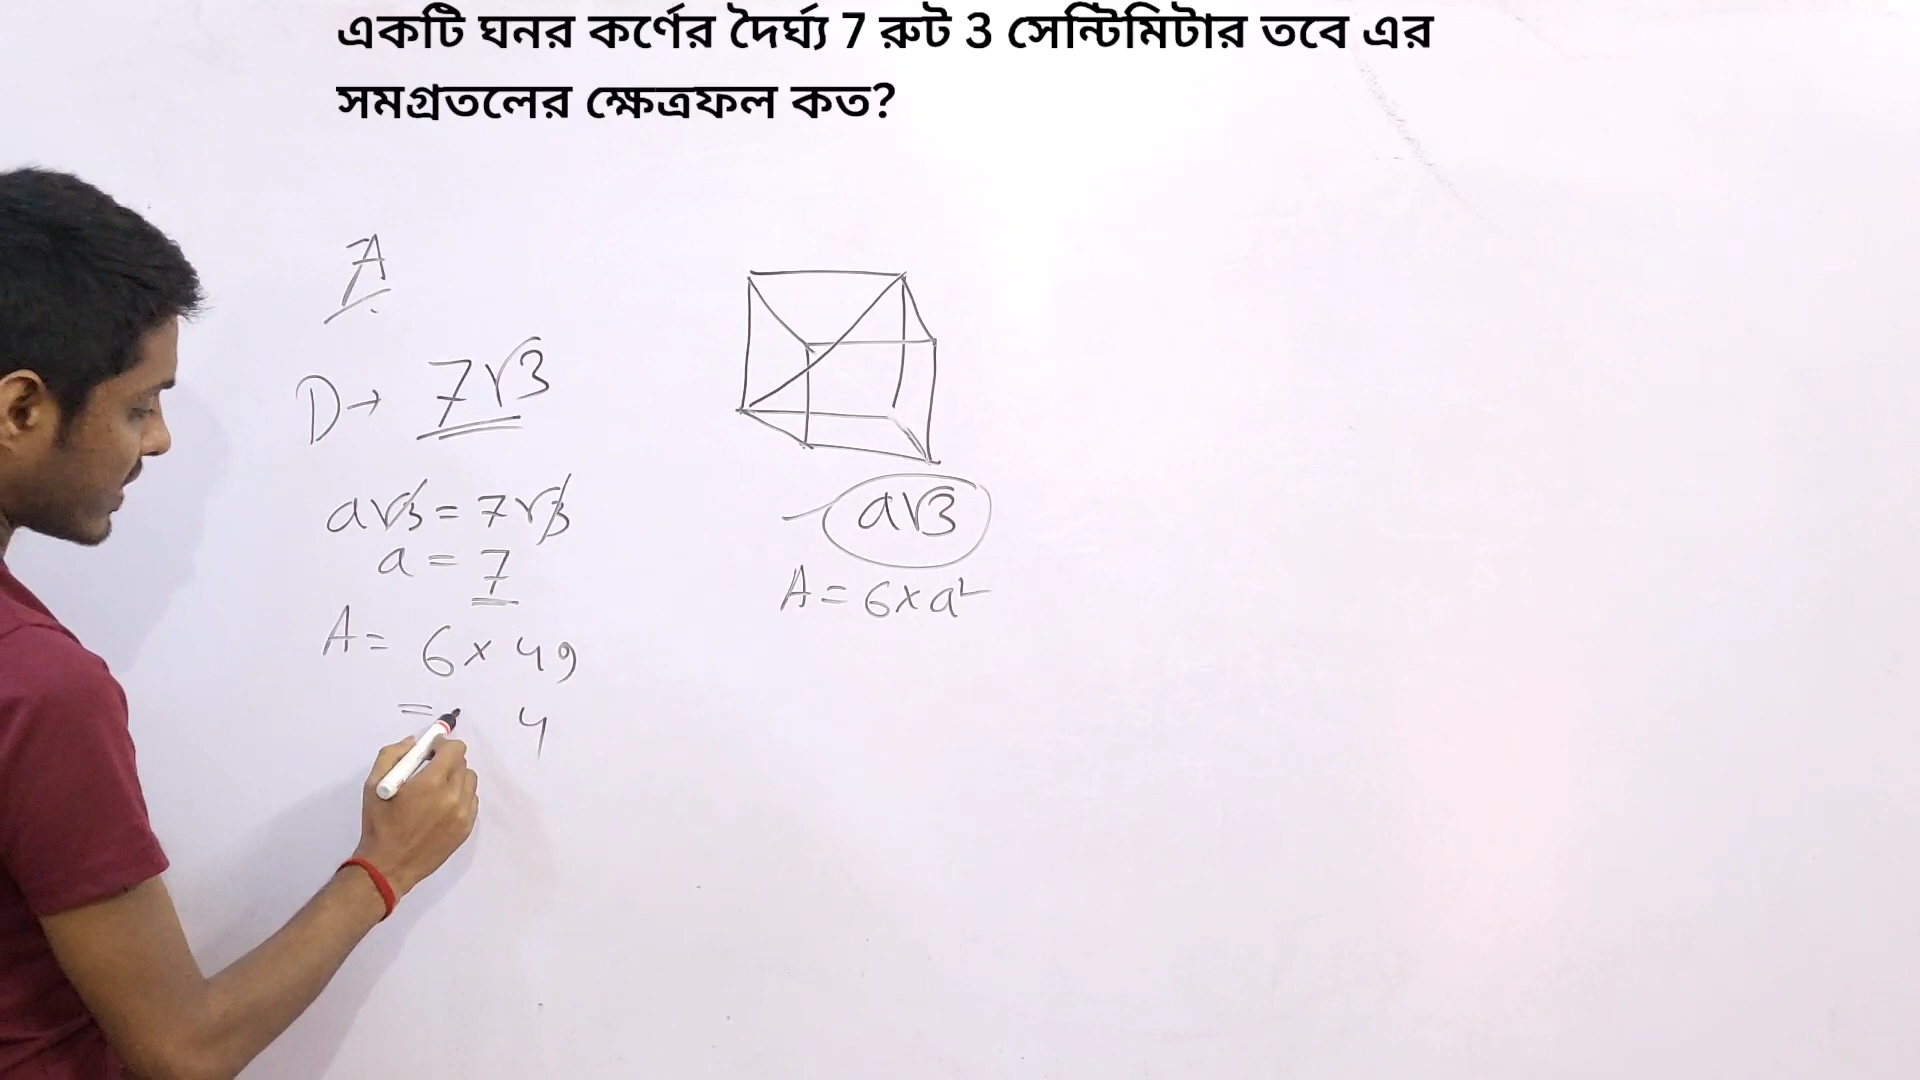 একটি ঘনর কর্ণের দৈর্ঘ্য 7 রুট 3 সেন্টিমিটার তবে এর
সমগ্রতলের ক্ষেত্রফল কত?
A
D→ 7√3
a√3 = 7√3
a = 7
A = 6×49
= 4
a√3
A = 6×a²